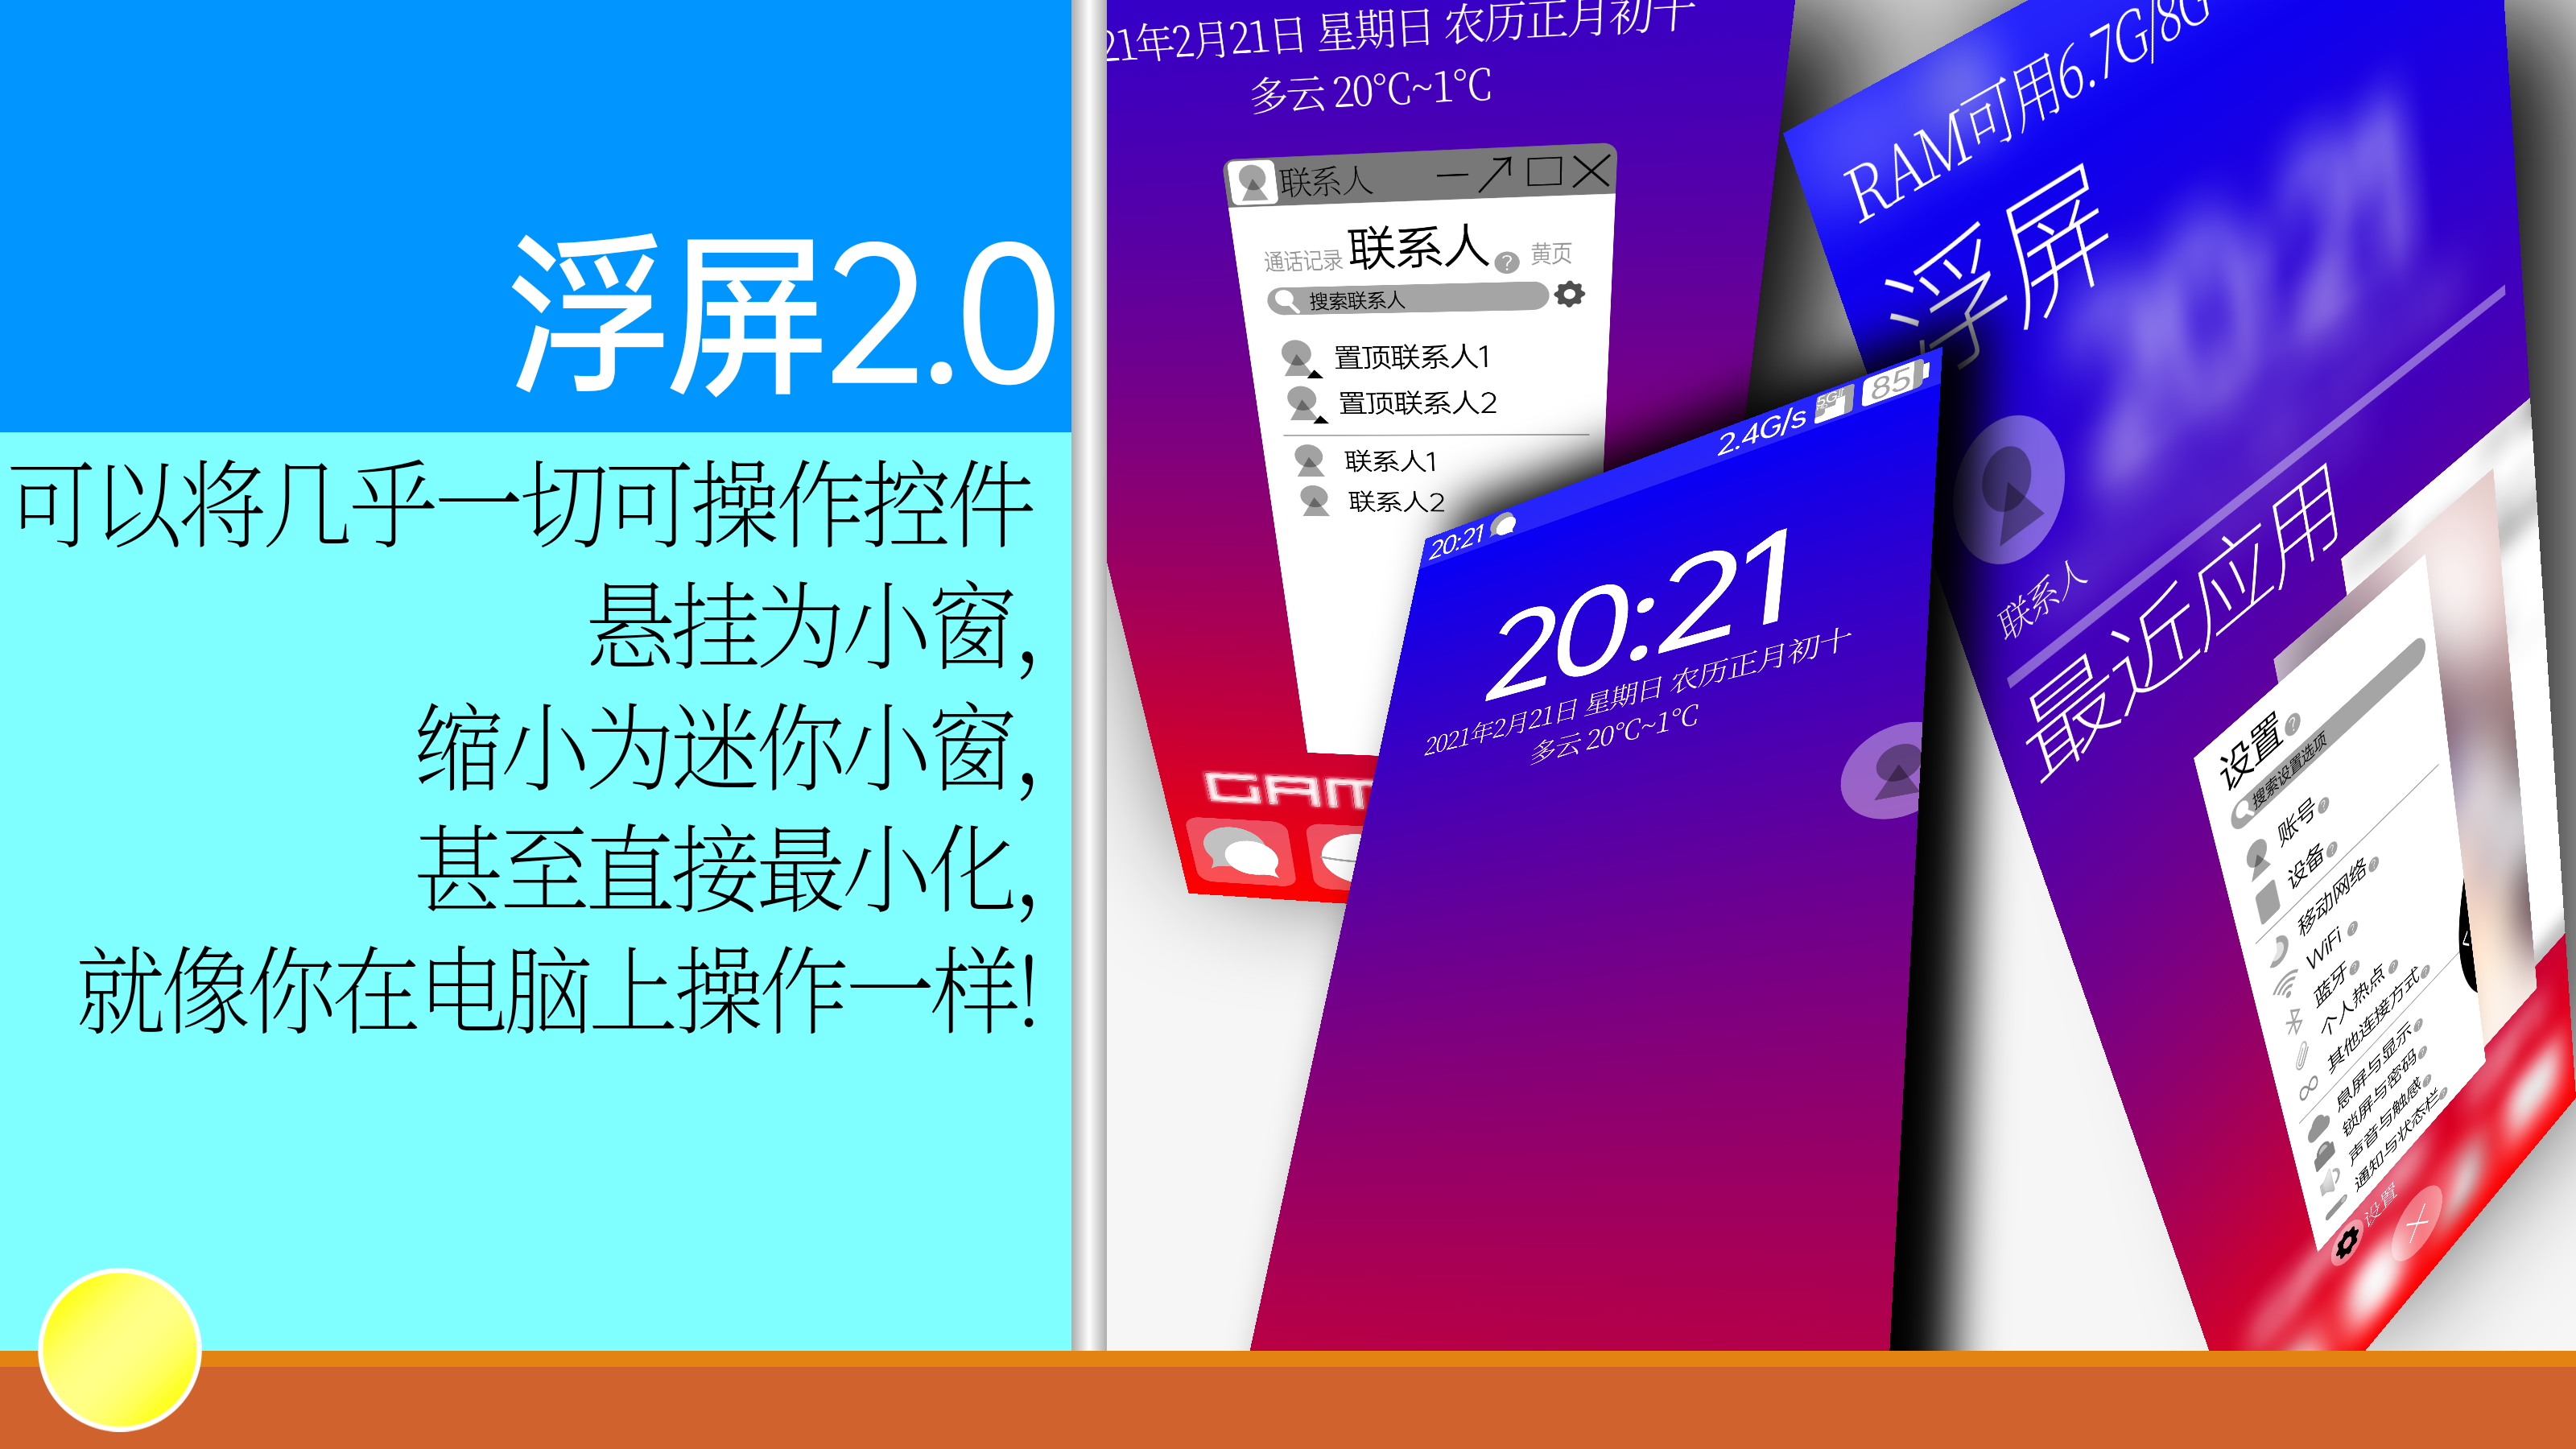 浮屏2.0
可以将几乎一切可操作控件
悬挂为小窗,
缩小为迷你小窗,
甚至直接最小化,
就像你在电脑上操作一样!
21年2月21日 星期日 农历正月初十
多云 20°C~1°C
联系人
通话记录 联系人 ? 黄页
搜索联系人
置顶联系人1
置顶联系人2
联系人1
联系人2
GAM
20:21
2.4G/s 5G 85
20:21
2021年2月21日 星期日 农历正月初十
多云 20°C~1°C
RAM可用6.7G/8G
浮屏
2021
联系人
最近应用
设置?
搜索设置选项
账号?
设备?
移动网络?
WiFi ?
蓝牙?
个人热点?
其他连接方式?
息屏与显示?
锁屏与密码?
声音与触感?
通知与状态栏?
设置